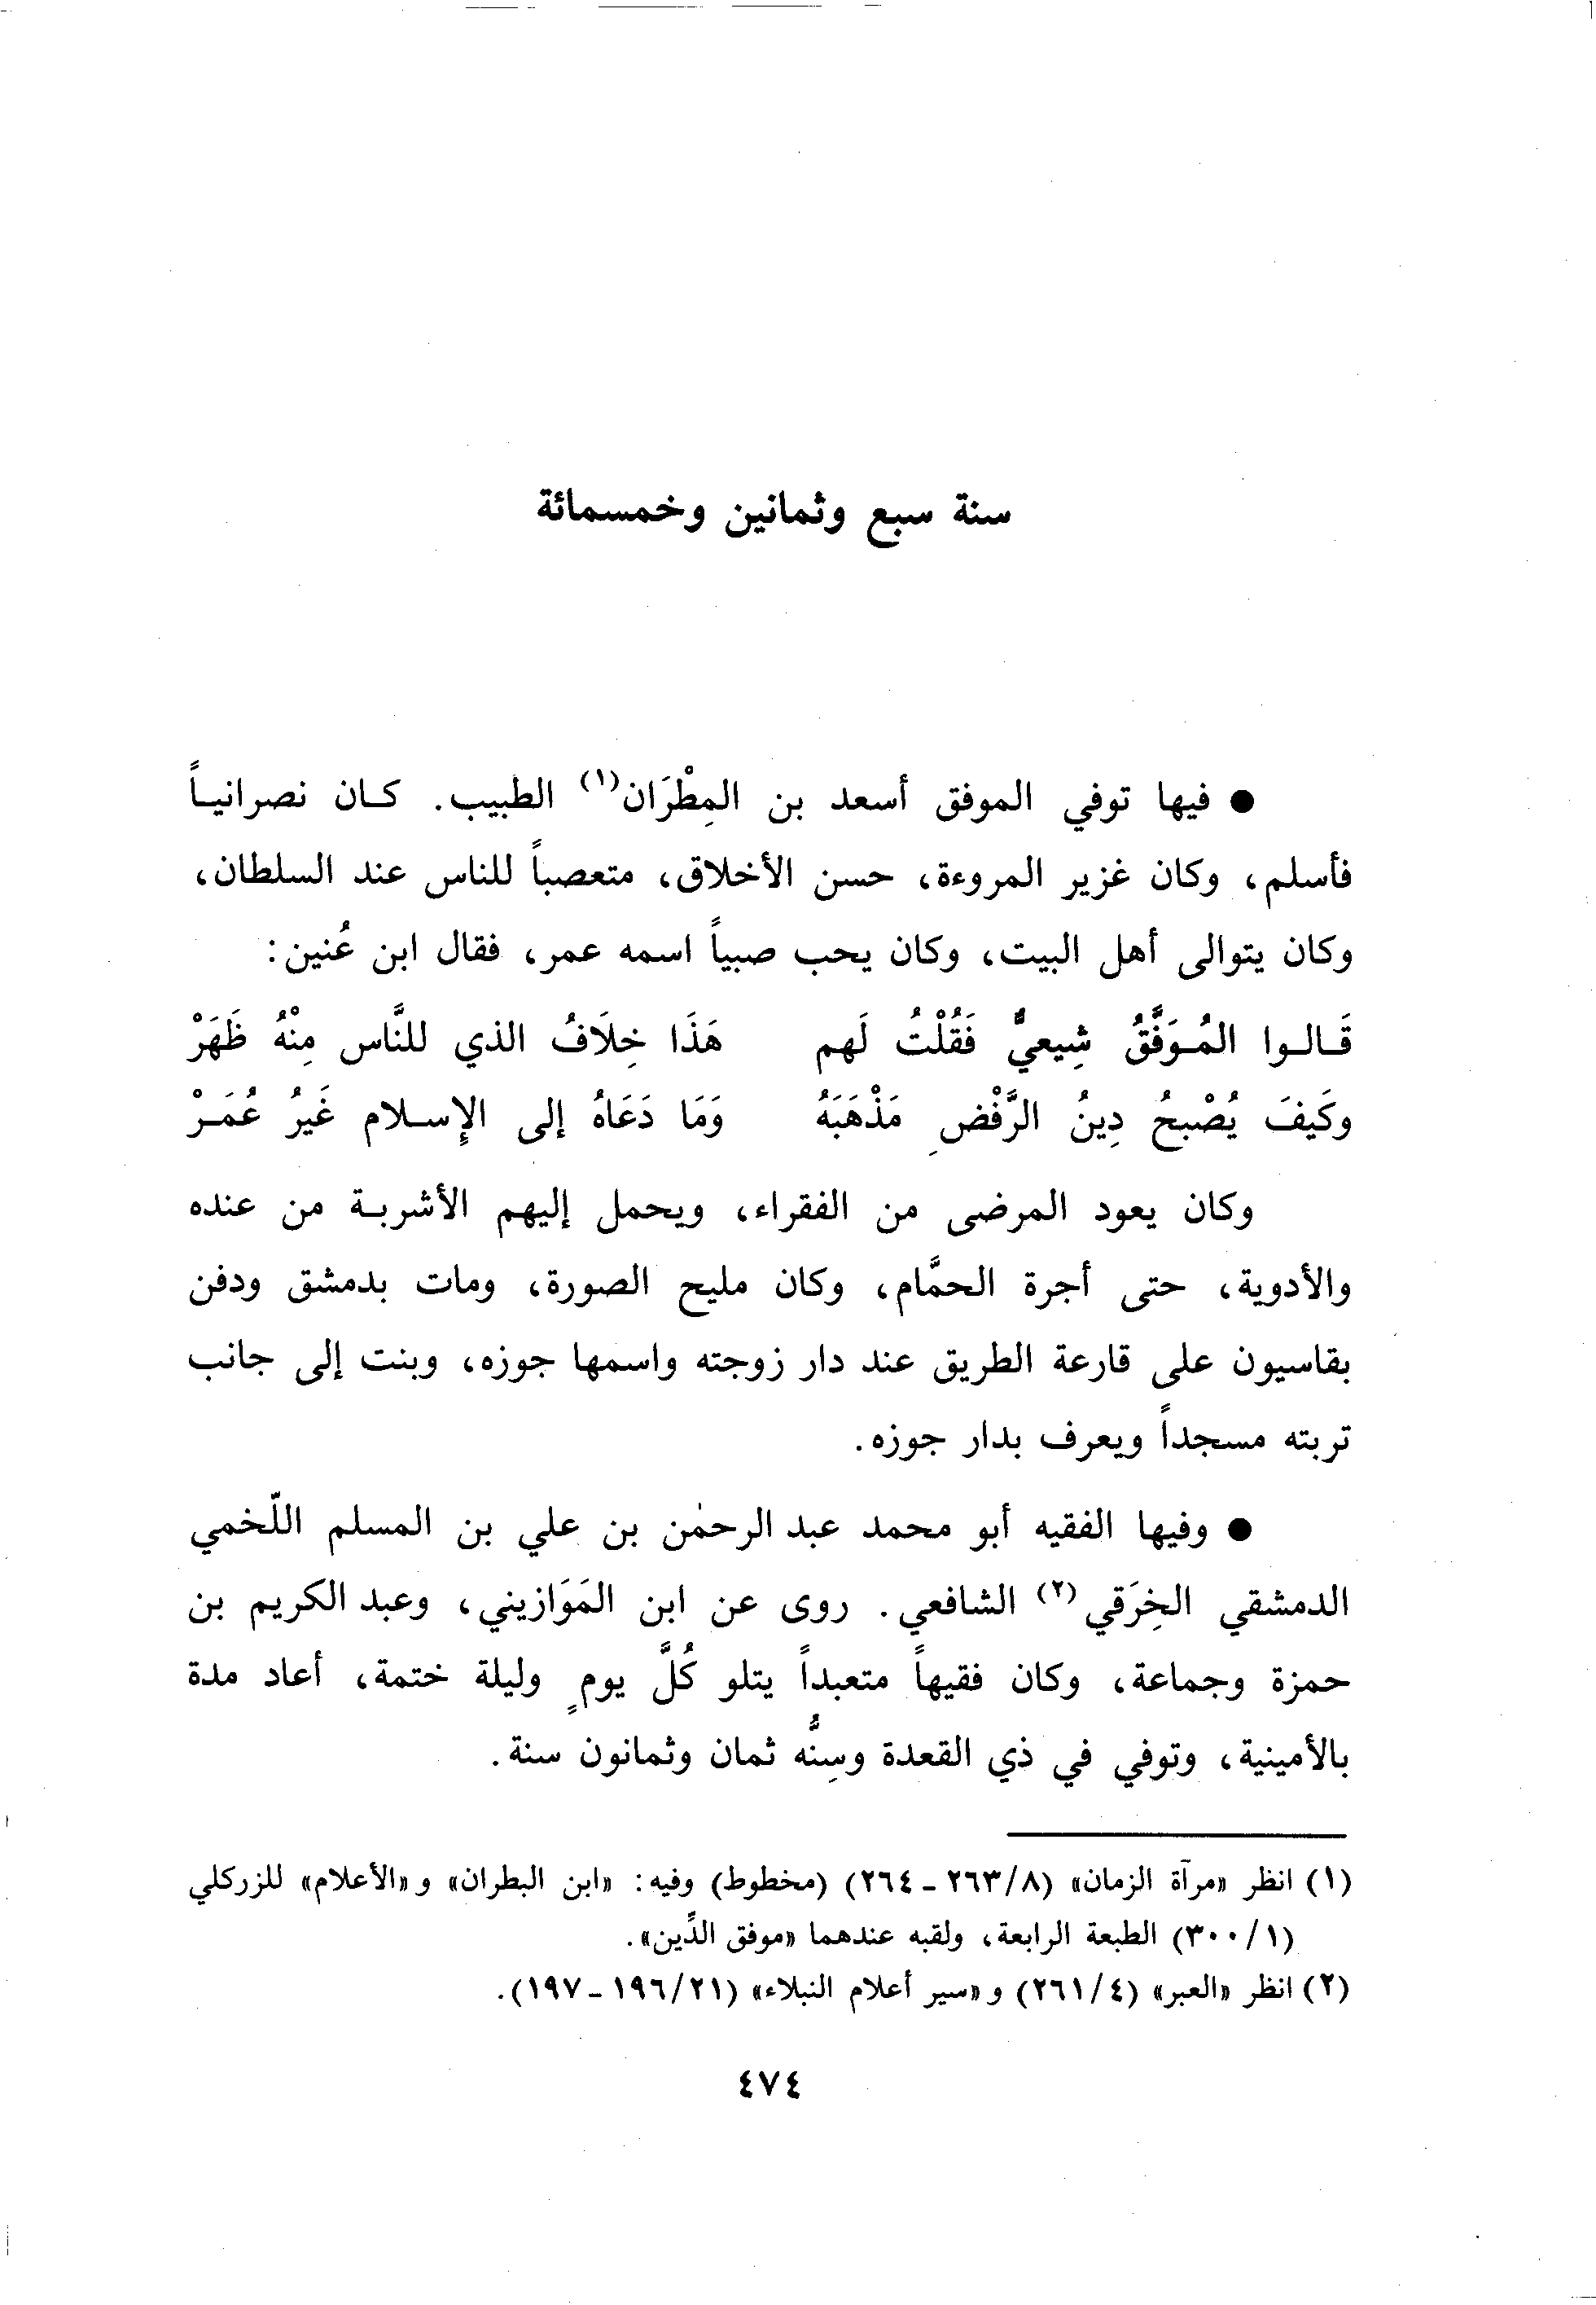 سنة سبع وثمانين وخمسمائة
● فيها توفي الموفق أسعد بن المِطْرَان(١) الطبيب. كـان نصرانيـاً
فأسلم، وكان غزير المروءة، حسن الأخلاق، متعصباً للناس عند السلطان،
وكان يتوالى أهل البيت، وكان يحب صبياً اسمه عمر، فقال ابن عُنين:
قَـالـوا المُـوَفَّقُ شِيعيٌّ فَقُلْتُ لَهم هَذَا خِلَافُ الذي للنَّاس مِنْهُ ظَهَرْ
وكَيفَ يُصْبحُ دِينُ الرَّفْضِ مَذْهَبَهُ وَمَا دَعَاهُ إلى الإِسـلام غَيرُ عُمَـرْ
وكان يعود المرضى من الفقراء، ويحمل إليهم الأشربـة من عنده
والأدوية، حتى أجرة الحمَّام، وكان مليح الصورة، ومات بدمشق ودفن
بقاسيون على قارعة الطريق عند دار زوجته واسمها جوزه، وبنت إلى جانب
تربته مسجداً ويعرف بدار جوزه.
● وفيها الفقيه أبو محمد عبد الرحمٰن بن علي بن المسلم اللّخمي
الدمشقي الخِرَقي(٢) الشافعي. روى عن ابن المَوَازيني، وعبد الكريم بن
حمزة وجماعة، وكان فقيهاً متعبداً يتلو كُلَّ يومٍ وليلة ختمة، أعاد مدة
بالأمينية، وتوفي في ذي القعدة وسِنُّه ثمان وثمانون سنة.
(١) انظر «مرآة الزمان» (٨/ ٢٦٣ ـ ٢٦٤) (مخطوط) وفيه: «ابن البطران» و «الأعلام» للزركلي
(١/ ٣٠٠) الطبعة الرابعة، ولقبه عندهما «موفق الدِّين».
(٢) انظر «العبر» (٤/ ٢٦١) و «سير أعلام النبلاء» (٢١/ ١٩٦ ـ ١٩٧).
٤٧٤